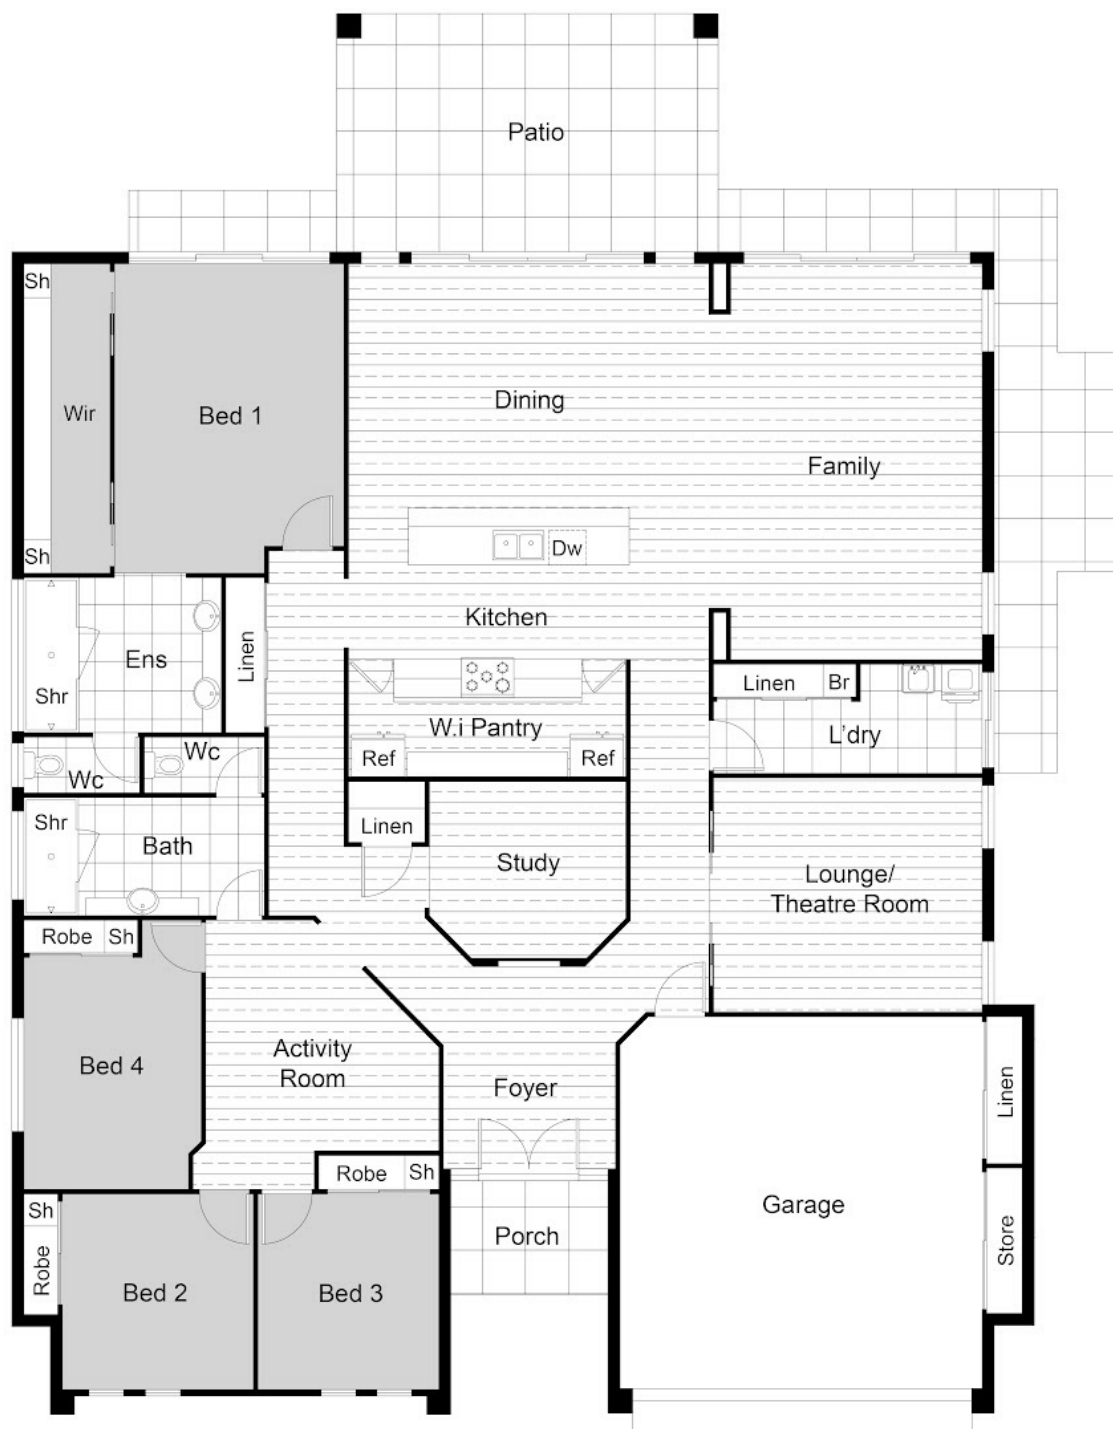 Patio
Sh
Wir
Bed 1
Dining
Family
Sh
Dw
Kitchen
Ens
Linen
Shr
Linen
Br
W.i Pantry
L'dry
Wc
Wc
Ref
Ref
Shr
Bath
Linen
Study
Lounge/
Theatre Room
Robe
Sh
Bed 4
Activity
Room
Foyer
Linen
Robe
Sh
Garage
Sh
Robe
Porch
Store
Bed 2
Bed 3